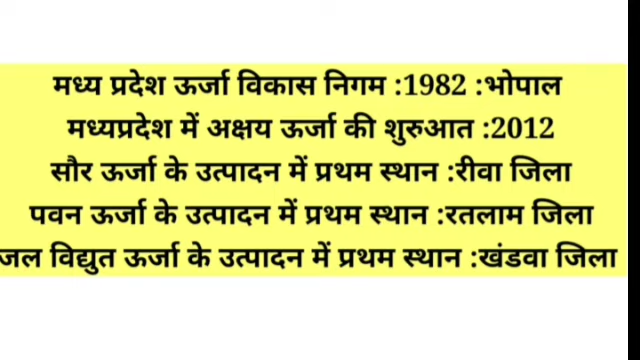 मध्य प्रदेश ऊर्जा विकास निगम :1982 :भोपाल
मध्यप्रदेश में अक्षय ऊर्जा की शुरुआत :2012
सौर ऊर्जा के उत्पादन में प्रथम स्थान :रीवा जिला
पवन ऊर्जा के उत्पादन में प्रथम स्थान :रतलाम जिला
जल विद्युत ऊर्जा के उत्पादन में प्रथम स्थान :खंडवा जिला